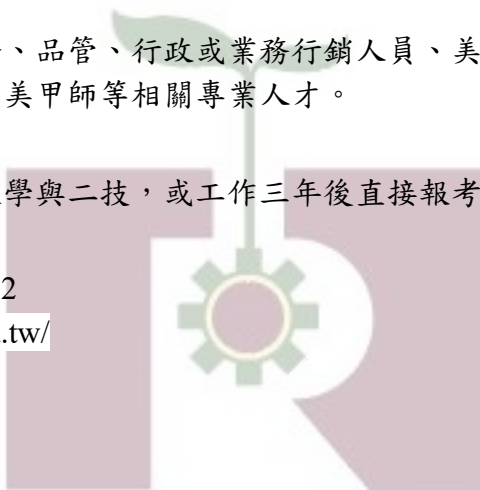 、品管、行政或業務行銷人員、美
美甲師等相關專業人才。
學與二技，或工作三年後直接報考
2
.tw/